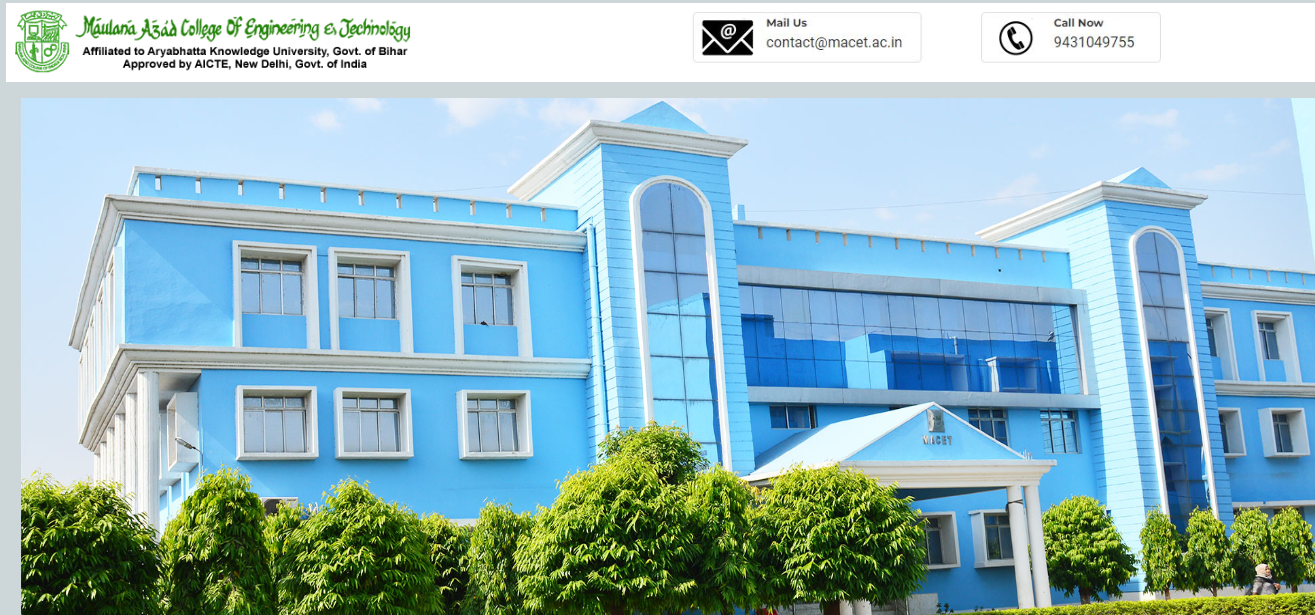 Maulana Azad College Of Engineering & Technology
Affiliated to Aryabhatta Knowledge University, Govt. of Bihar
Approved by AICTE, New Delhi, Govt. of India
Mail Us
contact@macet.ac.in
Call Now
9431049755
MACET